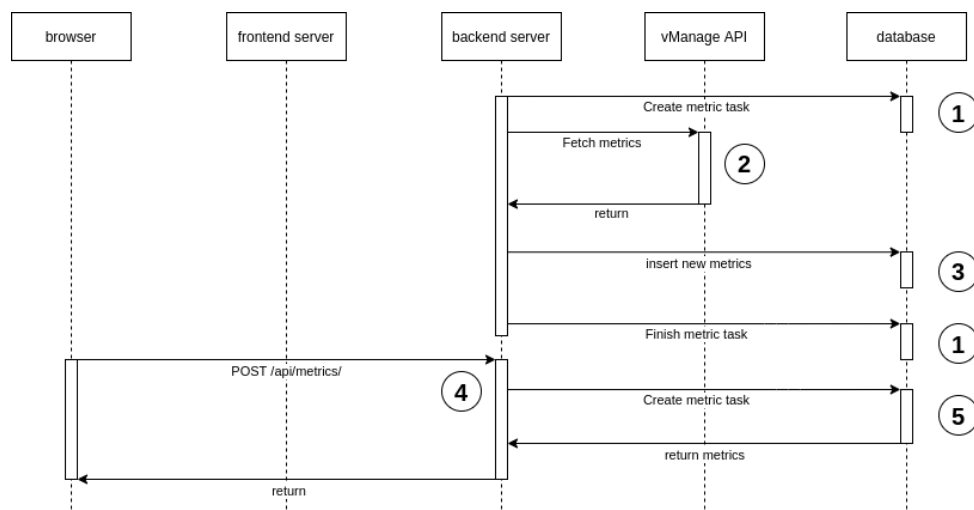 browser
frontend server
backend server
vManage API
database
Create metric task
1
Fetch metrics
2
return
insert new metrics
3
Finish metric task
1
POST /api/metrics/
4
Create metric task
5
return metrics
return